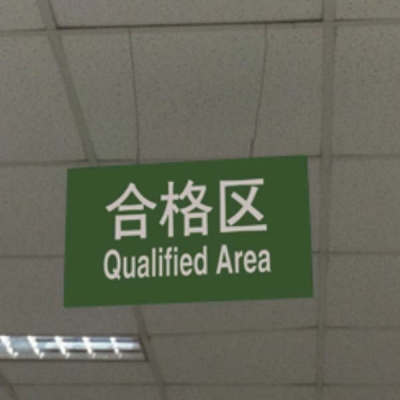 合格区
Qualified Area